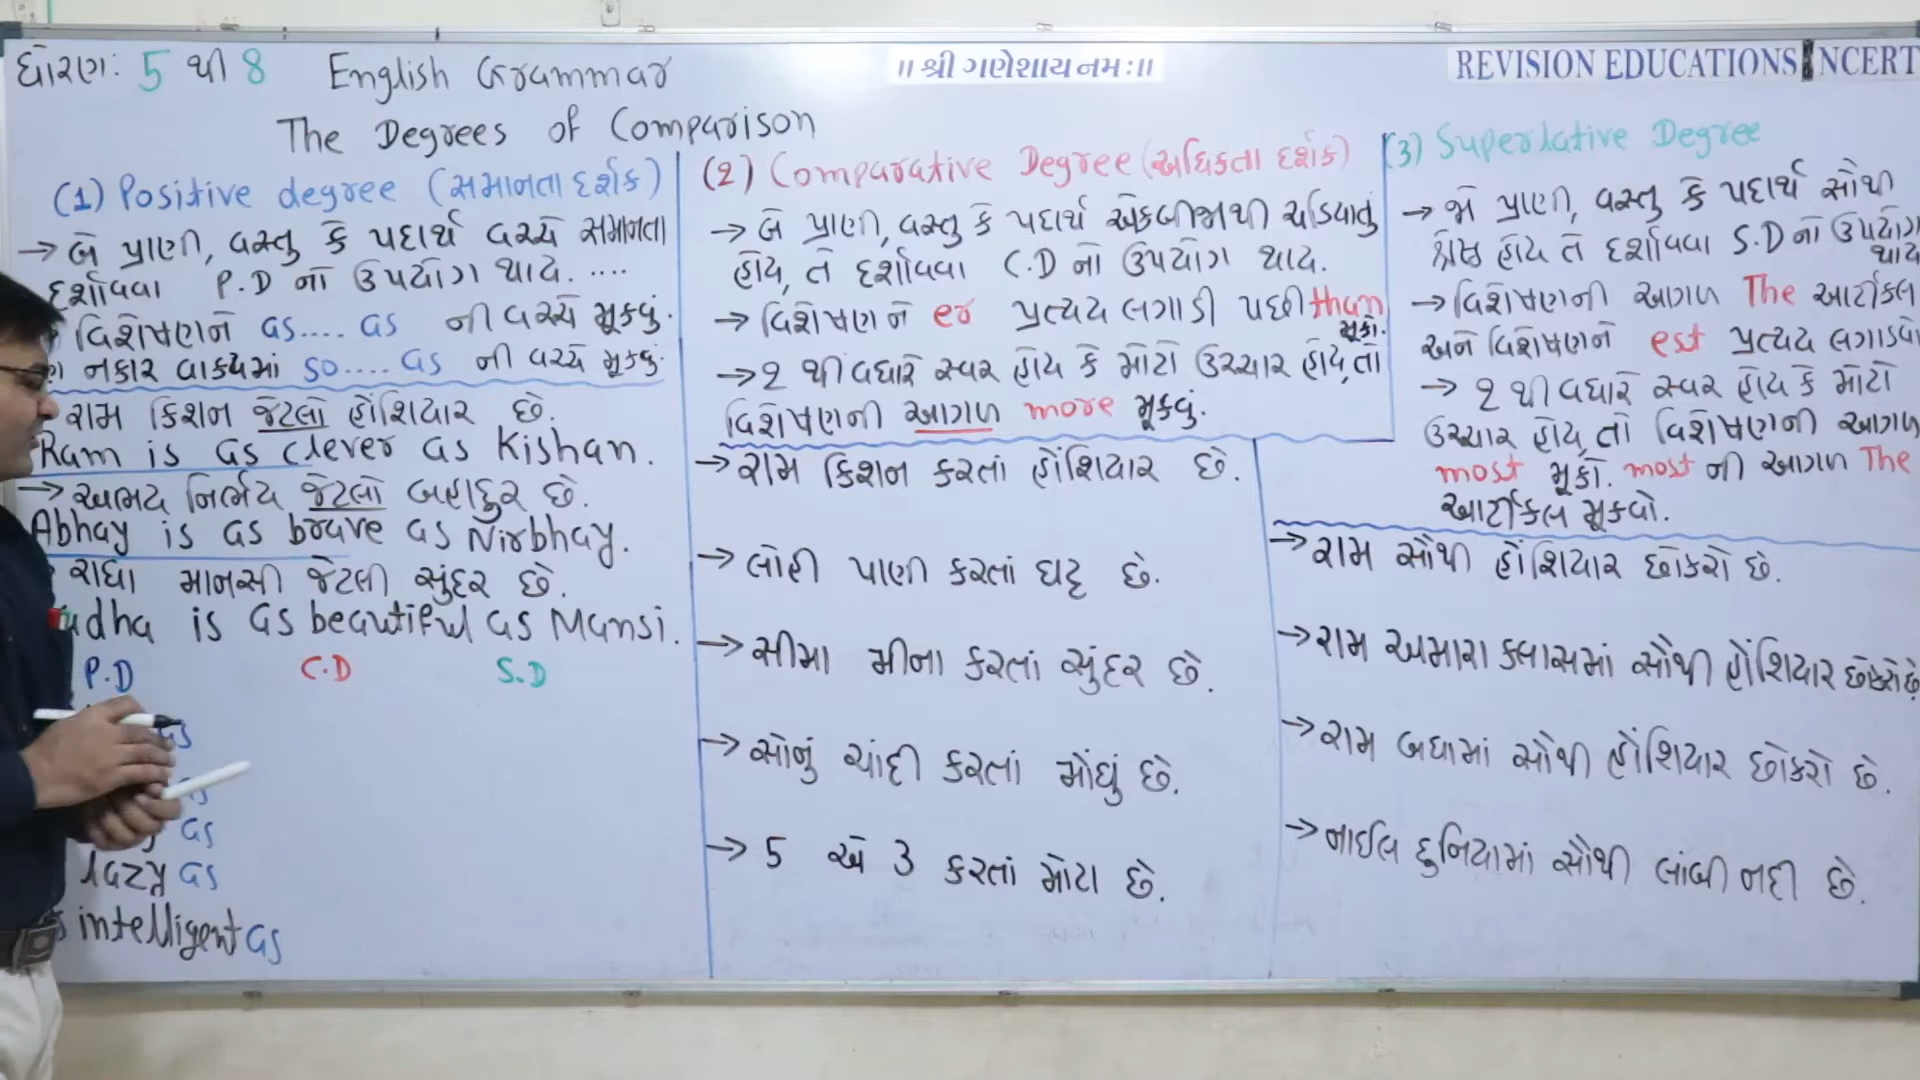 ધોરણ: 5 થી 8 English Grammar
॥ શ્રી ગણેશાય નમઃ॥
REVISION EDUCATIONS NCERT
The Degrees of Comparison
(1) Positive degree (સમાનતા દર્શક)
→ બે પ્રાણી, વસ્તુ કે પદાર્થ વચ્ચે સમાનતા
દર્શાવવા P.D નો ઉપયોગ થાય. ....
વિશેષણને as.... as ની વચ્ચે મૂકવું.
નકાર વાક્યમાં so.... as ની વચ્ચે મૂકવું.
રામ કિશન જેટલો હોંશિયાર છે.
Ram is as clever as Kishan.
→ અભય નિર્ભય જેટલો બહાદુર છે.
Abhay is as brave as Nirbhay.
રાધા માનસી જેટલી સુંદર છે.
adha is as beautiful as Mansi.
P.D C.D S.D
as
as
as
lazy as
intelligent as
(2) Comparative Degree (અધિકતા દર્શક)
→ બે પ્રાણી, વસ્તુ કે પદાર્થ એકબીજાથી ચડિયાતું
હોય, તે દર્શાવવા C.D નો ઉપયોગ થાય.
→ વિશેષણને er પ્રત્યય લગાડી પછી than મૂકો.
→ 2 થી વધારે સ્વર હોય કે મોટો ઉચ્ચાર હોય, તો
વિશેષણની આગળ more મૂકવું.
→ રામ કિશન કરતાં હોંશિયાર છે.
→ લોહી પાણી કરતાં ઘટ્ટ છે.
→ સીમા મીના કરતાં સુંદર છે.
→ સોનું ચાંદી કરતાં મોંઘું છે.
→ 5 એ 3 કરતાં મોટા છે.
(3) Superlative Degree
→ જો પ્રાણી, વસ્તુ કે પદાર્થ સૌથી
શ્રેષ્ઠ હોય તે દર્શાવવા S.D નો ઉપયોગ થાય
→ વિશેષણની આગળ The આર્ટીકલ
અને વિશેષણને est પ્રત્યય લગાડવો
→ 2 થી વધારે સ્વર હોય કે મોટો
ઉચ્ચાર હોય, તો વિશેષણની આગળ
most મૂકો. most ની આગળ The
આર્ટીકલ મૂકવો.
→ રામ સૌથી હોંશિયાર છોકરો છે.
→ રામ અમારા ક્લાસમાં સૌથી હોંશિયાર છોકરો છે
→ રામ બધામાં સૌથી હોંશિયાર છોકરો છે.
→ નાઈલ દુનિયામાં સૌથી લાંબી નદી છે.